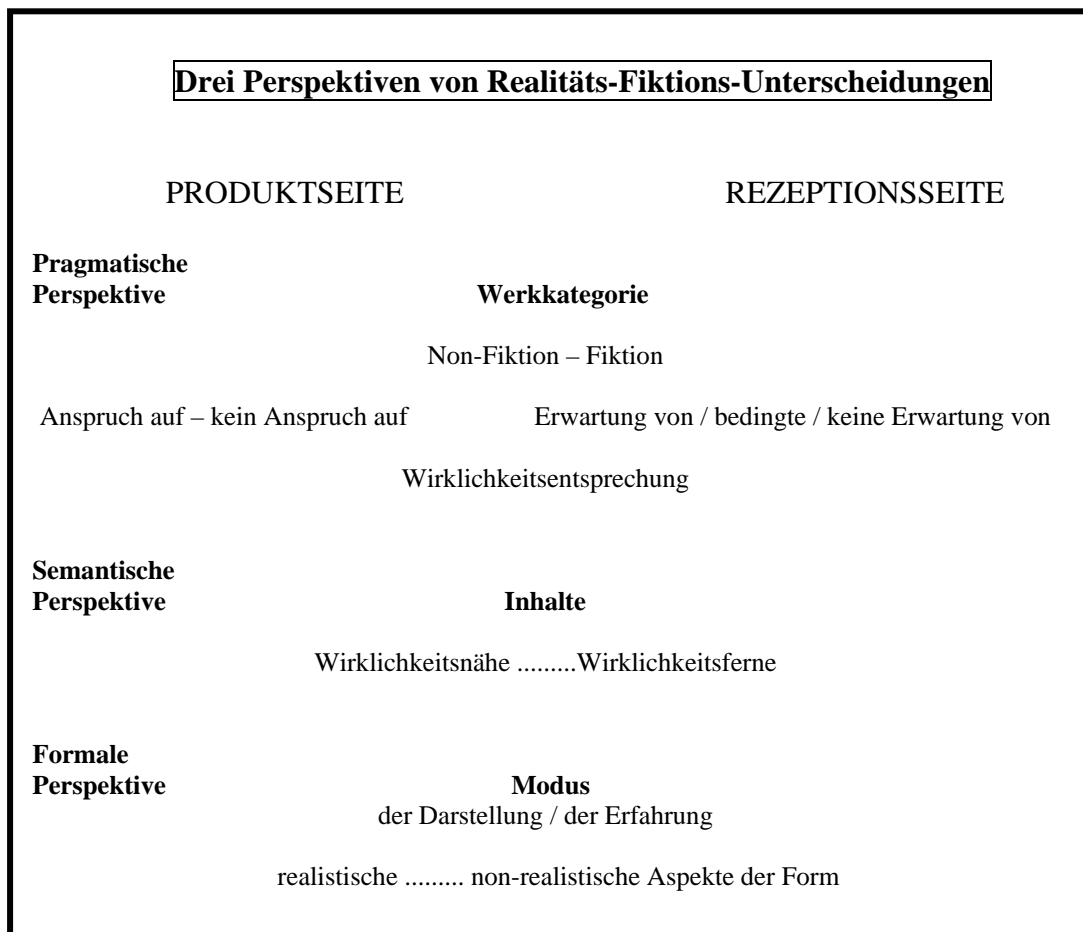 Drei Perspektiven von Realitäts-Fiktions-Unterscheidungen
PRODUKTSEITE REZEPTIONSSEITE
Pragmatische
Perspektive Werkkategorie
Non-Fiktion – Fiktion
Anspruch auf – kein Anspruch auf Erwartung von / bedingte / keine Erwartung von
Wirklichkeitsentsprechung
Semantische
Perspektive Inhalte
Wirklichkeitsnähe .........Wirklichkeitsferne
Formale
Perspektive Modus
der Darstellung / der Erfahrung
realistische ......... non-realistische Aspekte der Form